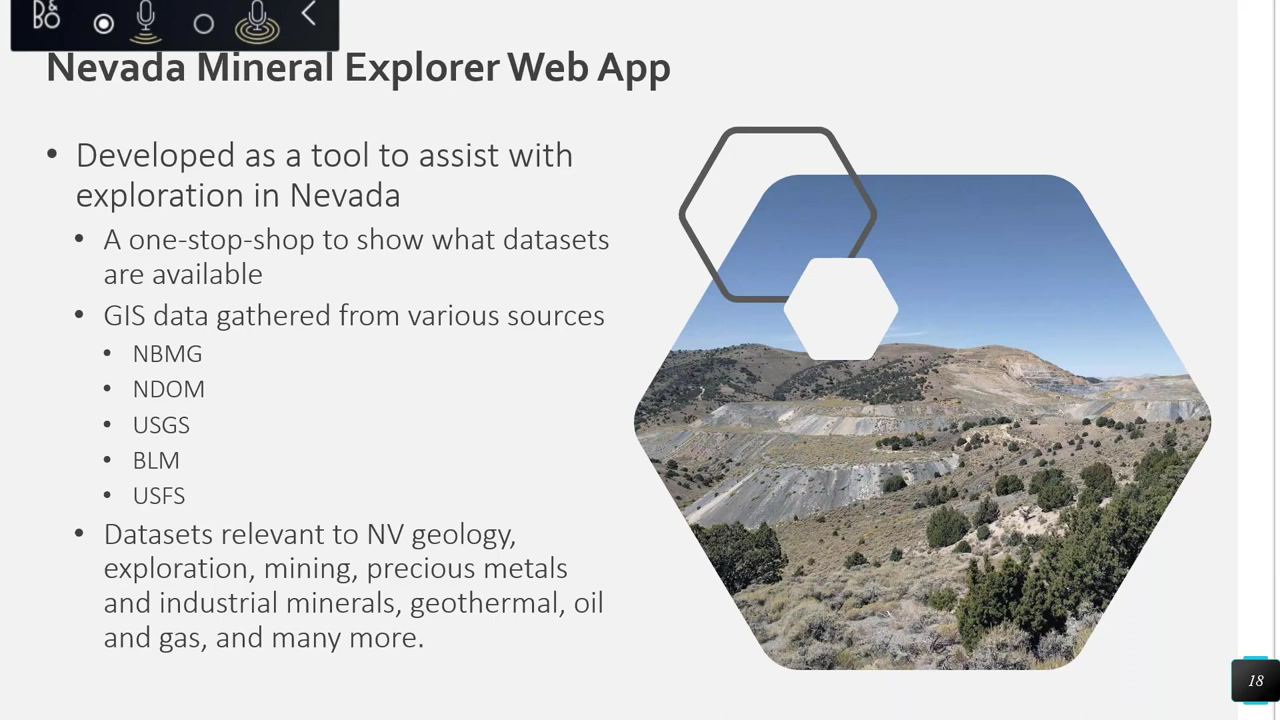 B&O
Nevada Mineral Explorer Web App
• Developed as a tool to assist with
exploration in Nevada
• A one-stop-shop to show what datasets
are available
• GIS data gathered from various sources
• NBMG
• NDOM
• USGS
• BLM
• USFS
• Datasets relevant to NV geology,
exploration, mining, precious metals
and industrial minerals, geothermal, oil
and gas, and many more.
18